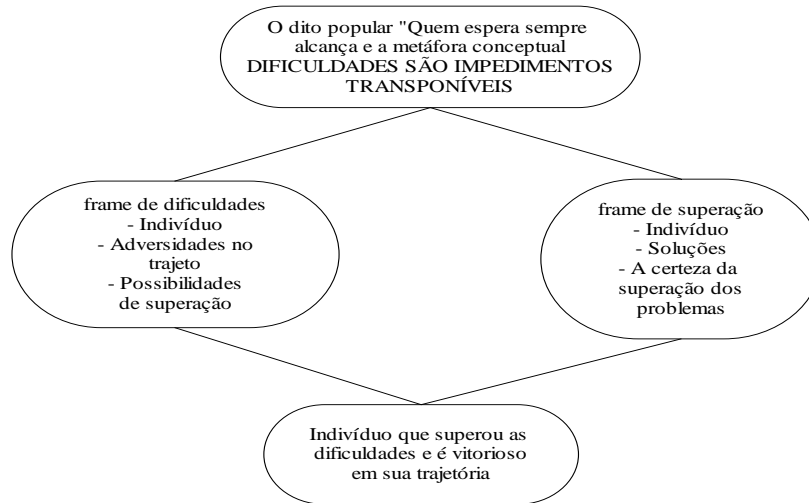 O dito popular "Quem espera sempre
alcança e a metáfora conceptual
DIFICULDADES SÃO IMPEDIMENTOS
TRANSPONÍVEIS
frame de dificuldades
- Indivíduo
- Adversidades no
trajeto
- Possibilidades
de superação
frame de superação
- Indivíduo
- Soluções
- A certeza da
superação dos
problemas
Indivíduo que superou as
dificuldades e é vitorioso
em sua trajetória